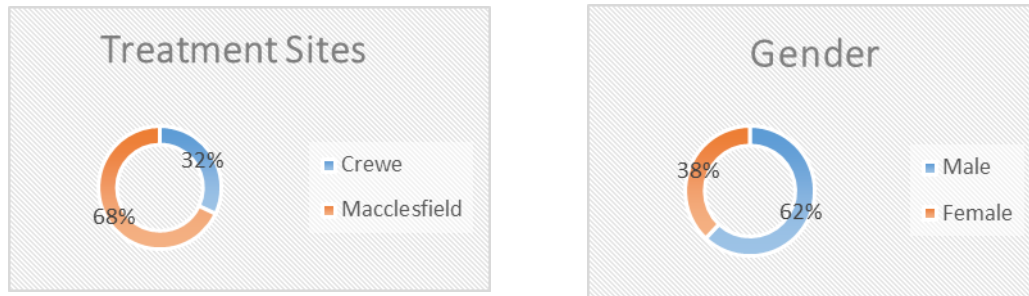 Treatment Sites
32%
68%
Crewe
Macclesfield
Gender
38%
62%
Male
Female